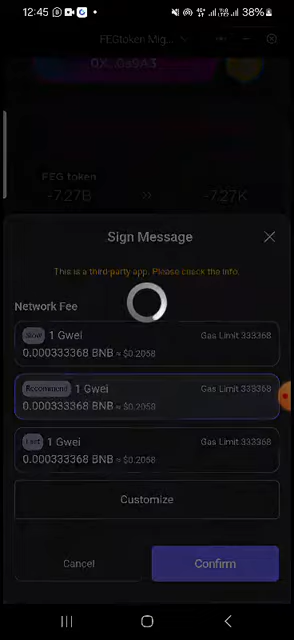 12:45
38%
FEGtoken Mig...
0X...0a9A3
FEG token
-7.27B >> -7.27K
Sign Message
This is a third-party app. Please check the info.
Network Fee
Slow 1 Gwei Gas Limit 333368
0.000333368 BNB ≈ $0.2058
Recommend 1 Gwei Gas Limit 333368
0.000333368 BNB ≈ $0.2058
Fast 1 Gwei Gas Limit 333368
0.000333368 BNB ≈ $0.2058
Customize
Cancel Confirm